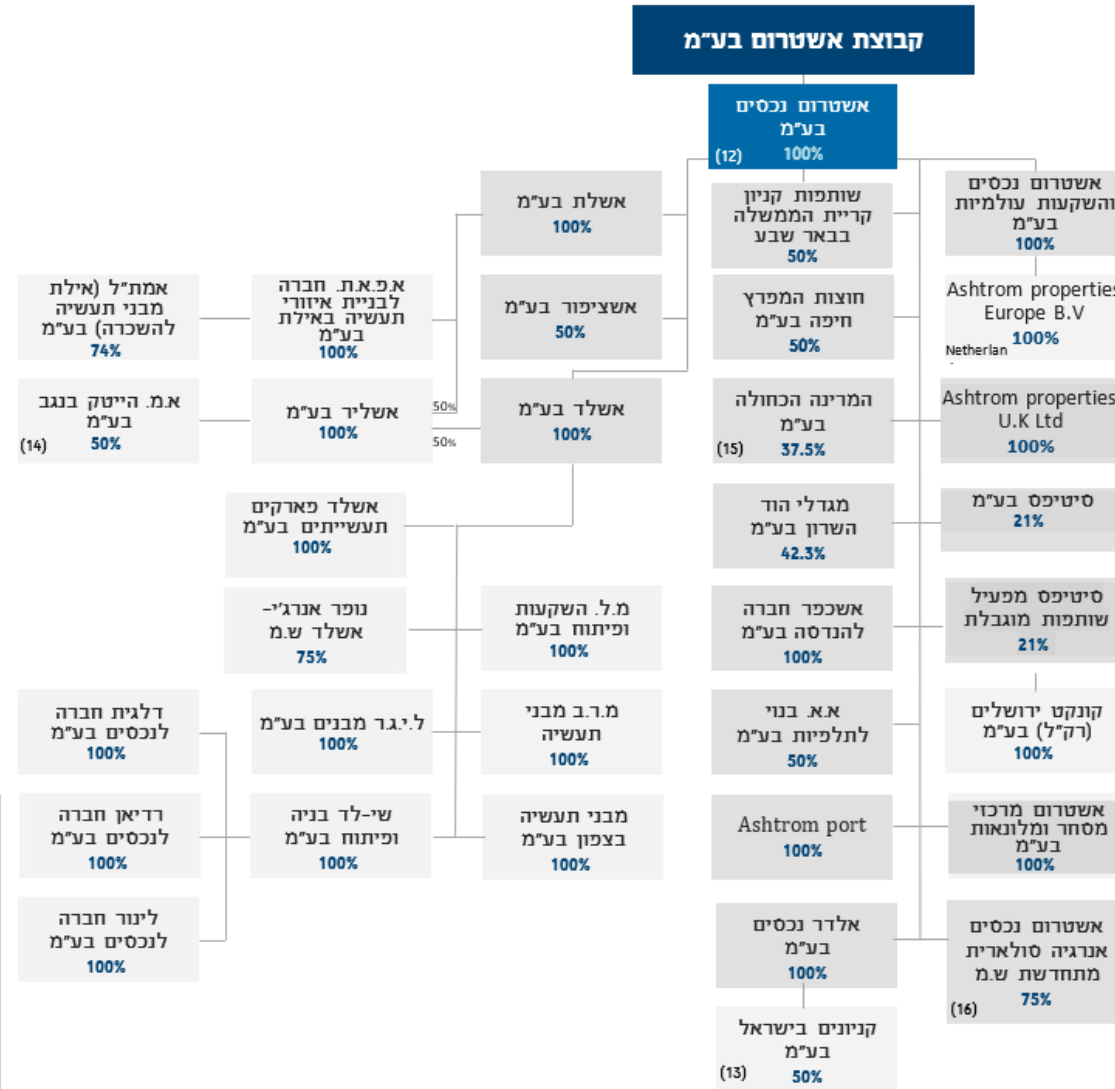 קבוצת אשטרום בע"מ
אשטרום נכסים
בע"מ
100%
(12)
אשטרום נכסים
והשקעות עולמיות
בע"מ
100%
שותפות קניון
קריית הממשלה
בבאר שבע
50%
אשלת בע"מ
100%
Ashtrom properties
Europe B.V
100%
חוצות המפרץ
חיפה בע"מ
50%
אשציפור בע"מ
50%
א.פ.א.ת. חברה
לבניית איזורי
תעשיה באילת
בע"מ
100%
אמת"ל (אילת
מבני תעשיה
להשכרה) בע"מ
74%
Ashtrom properties
U.K Ltd
100%
המרינה הכחולה
בע"מ
37.5%
(15)
אשלד בע"מ
100%
50%
50%
אשליר בע"מ
100%
א.מ. הייטק בנגב
בע"מ
50%
(14)
סיטיפס בע"מ
21%
מגדלי הוד
השרון בע"מ
42.3%
אשלד פארקים
תעשייתים בע"מ
100%
סיטיפס מפעיל
שותפות מוגבלת
21%
אשכפר חברה
להנדסה בע"מ
100%
מ.ל. השקעות
ופיתוח בע"מ
100%
נופר אנרג'י-
אשלד ש.מ
75%
קונקט ירושלים
(רק"ל) בע"מ
100%
א.א. בנוי
לתלפיות בע"מ
50%
מ.ר.ב מבני
תעשיה
100%
ל.י.ג.ר מבנים בע"מ
100%
דלגית חברה
לנכסים בע"מ
100%
אשטרום מרכזי
מסחר ומלונאות
בע"מ
100%
Ashtrom port
100%
מבני תעשיה
בצפון בע"מ
100%
שי-לד בניה
ופיתוח בע"מ
100%
רדיאן חברה
לנכסים בע"מ
100%
לינור חברה
לנכסים בע"מ
100%
אשטרום נכסים
אנרגיה סולארית
מתחדשת ש.מ
75%
(16)
אלדר נכסים
בע"מ
100%
קניונים בישראל
בע"מ
50%
(13)